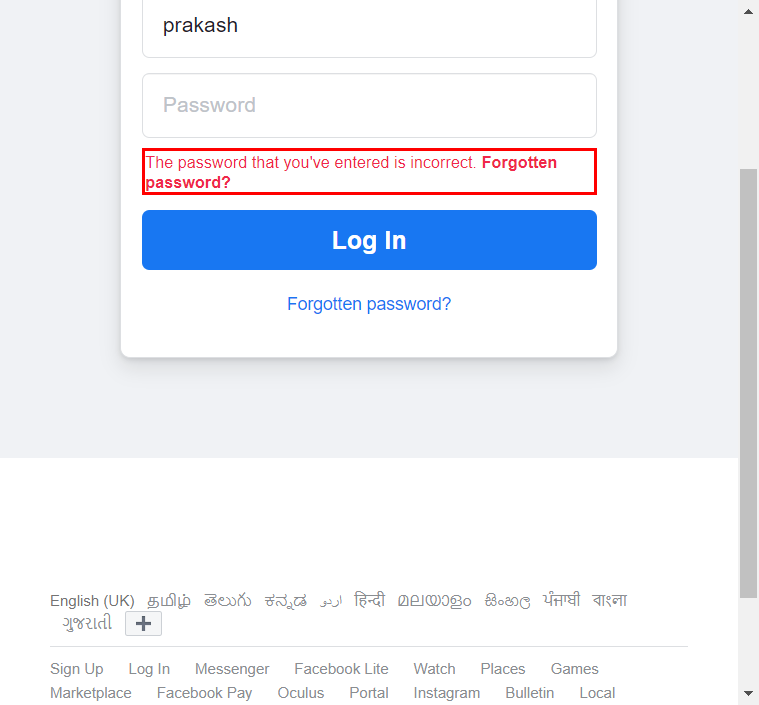 prakash
Password
The password that you've entered is incorrect. Forgotten
password?
Log In
Forgotten password?
English (UK) தமிழ் తెలుగు ಕನ್ನಡ اردو हिन्दी മലയാളം සිංහල ਪੰਜਾਬੀ বাংলা
ગુજરાતી +
Sign Up Log In Messenger Facebook Lite Watch Places Games
Marketplace Facebook Pay Oculus Portal Instagram Bulletin Local